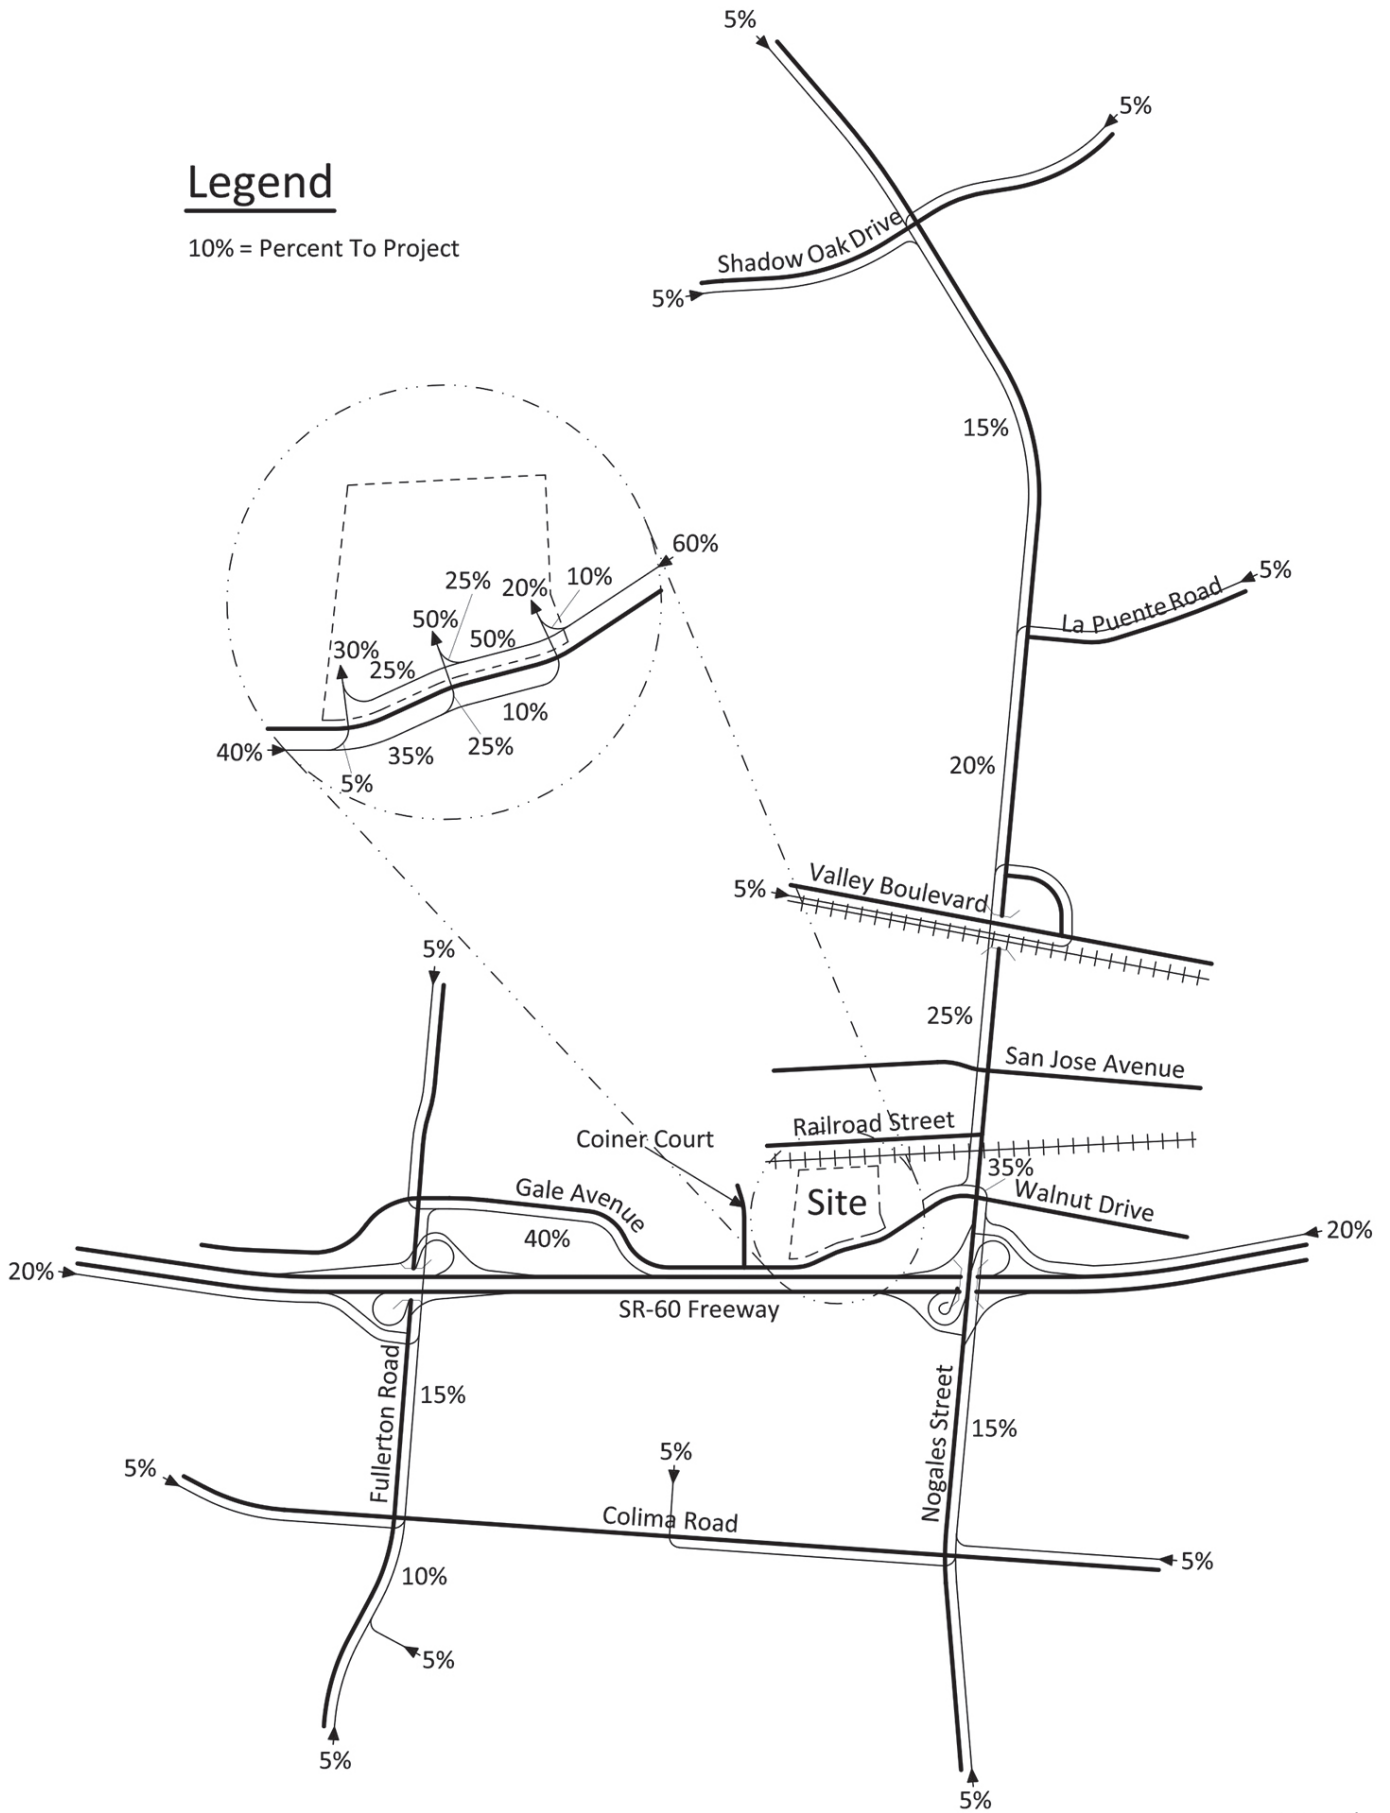 5%
5%
Legend
10% = Percent To Project
Shadow Oak Drive
5%
15%
60%
25%
20%
10%
50%
50%
30%
25%
10%
25%
35%
40%
5%
5%
La Puente Road
20%
Valley Boulevard
5%
5%
25%
San Jose Avenue
Railroad Street
Coiner Court
35%
Walnut Drive
Site
Gale Avenue
40%
20%
20%
SR-60 Freeway
Fullerton Road
15%
Nogales Street
15%
5%
5%
Colima Road
5%
10%
5%
5%
5%